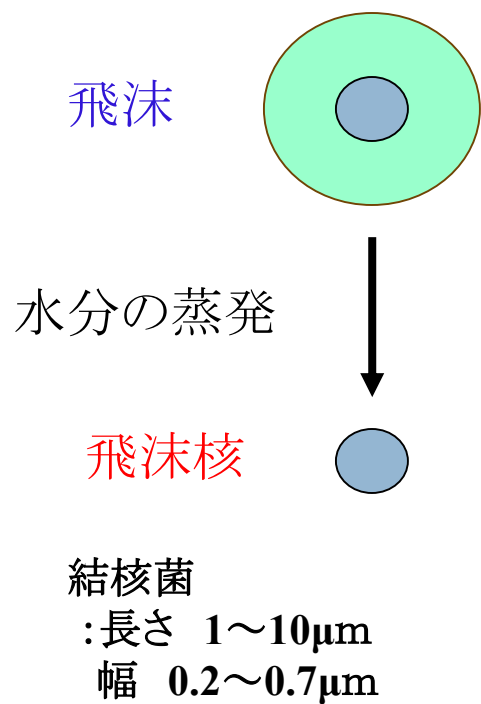 飛沫
水分の蒸発
飛沫核
結核菌
：長さ　1～10μm
幅　0.2～0.7μm